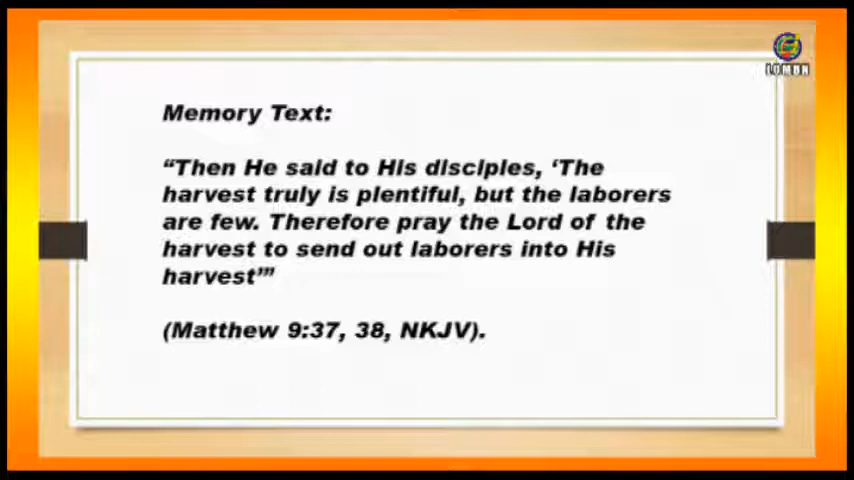 LOMBN
Memory Text:
“Then He said to His disciples, ‘The
harvest truly is plentiful, but the laborers
are few. Therefore pray the Lord of the
harvest to send out laborers into His
harvest’”
(Matthew 9:37, 38, NKJV).